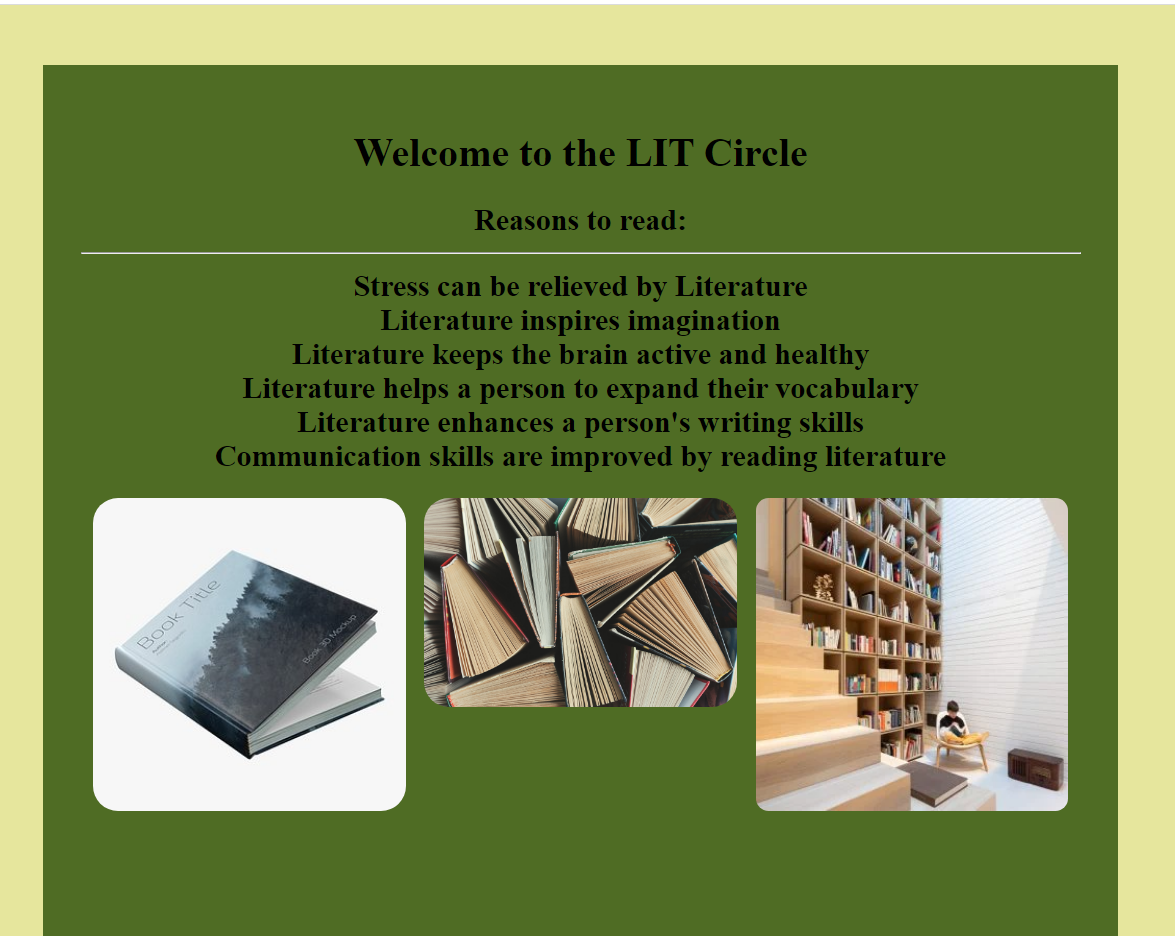 Welcome to the LIT Circle
Reasons to read:
Stress can be relieved by Literature
Literature inspires imagination
Literature keeps the brain active and healthy
Literature helps a person to expand their vocabulary
Literature enhances a person's writing skills
Communication skills are improved by reading literature
Book Title
Book 3D Mockup